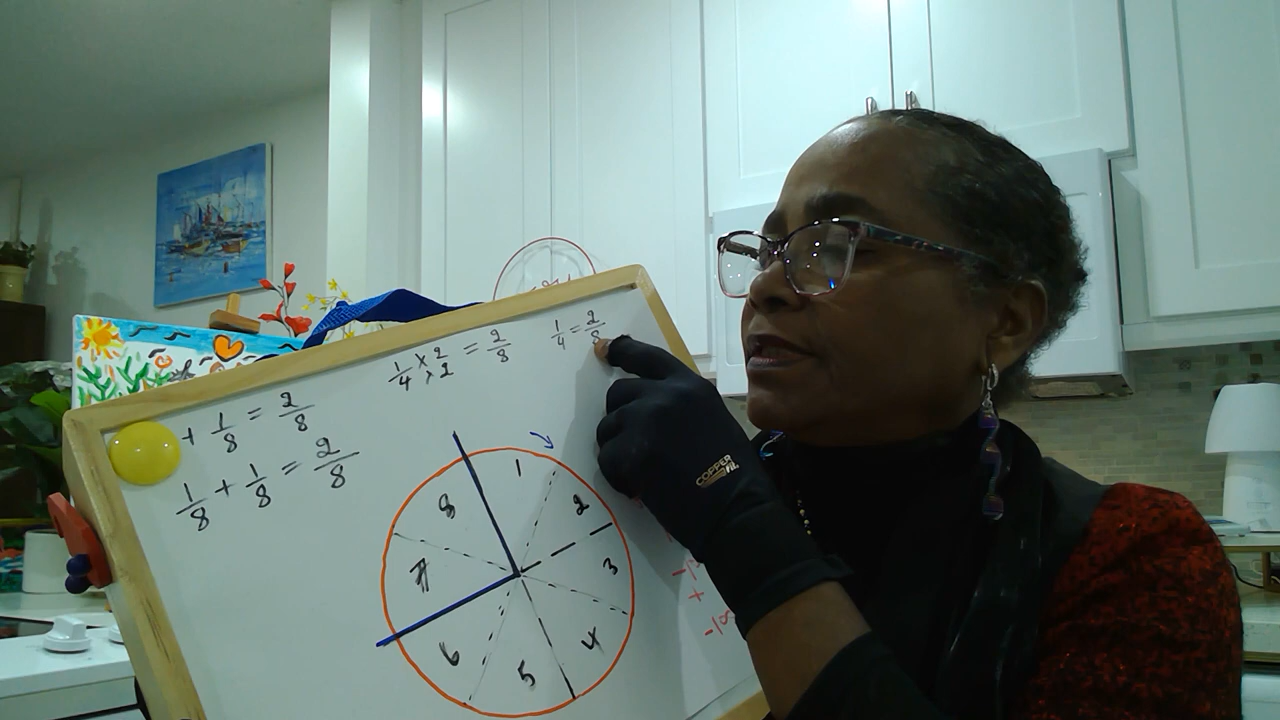 1/4 × 2/2 = 2/8
1/4 = 2/8
+ 1/8 = 2/8
1/8 + 1/8 = 2/8
1
2
3
4
5
6
7
8
COPPER
FIT